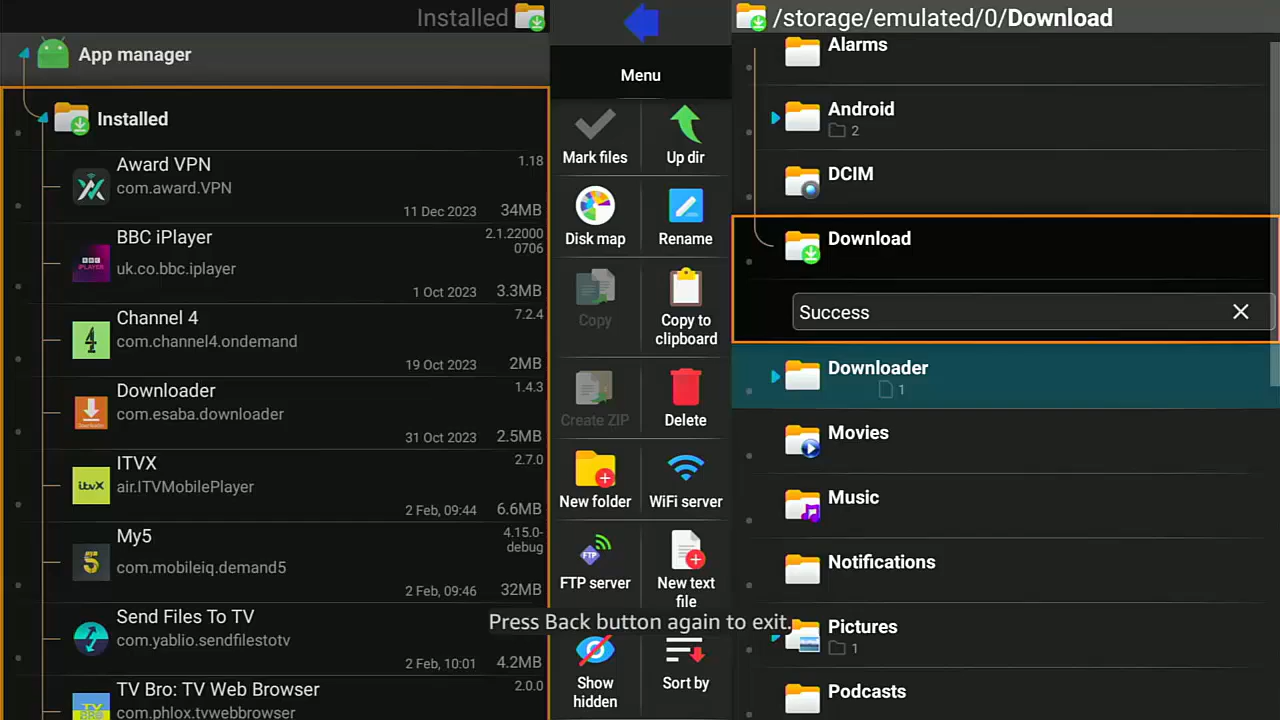 Installed
App manager
Installed
Award VPN
1.18
com.award.VPN
11 Dec 2023
34MB
BBC iPlayer
2.1.22000
0706
uk.co.bbc.iplayer
1 Oct 2023
3.3MB
Channel 4
7.2.4
com.channel4.ondemand
19 Oct 2023
2MB
Downloader
1.4.3
com.esaba.downloader
31 Oct 2023
2.5MB
ITVX
2.7.0
air.ITVMobilePlayer
2 Feb, 09:44
6.6MB
My5
4.15.0-
debug
com.mobileiq.demand5
2 Feb, 09:46
32MB
Send Files To TV
com.yablio.sendfilestotv
2 Feb, 10:01
4.2MB
TV Bro: TV Web Browser
2.0.0
com.phlox.tvwebbrowser
Menu
Mark files
Up dir
Disk map
Rename
Copy
Copy to
clipboard
Create ZIP
Delete
New folder
WiFi server
FTP server
New text
file
Press Back button again to exit.
Show
hidden
Sort by
/storage/emulated/0/Download
Alarms
Android
2
DCIM
Download
Success
Downloader
1
Movies
Music
Notifications
Pictures
1
Podcasts